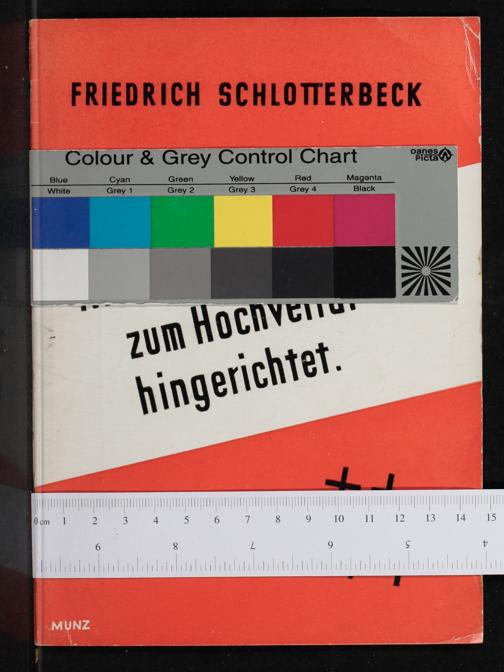 FRIEDRICH SCHLOTTERBECK
Colour & Grey Control Chart
Danes
Picta
Blue Cyan Green Yellow Red Magenta
White Grey 1 Grey 2 Grey 3 Grey 4 Black
zum
hingerichtet.
0 cm 1 2 3 4 5 6 7 8 9 10 11 12 13 14 15
9 8 7 6 5 4
MUNZ